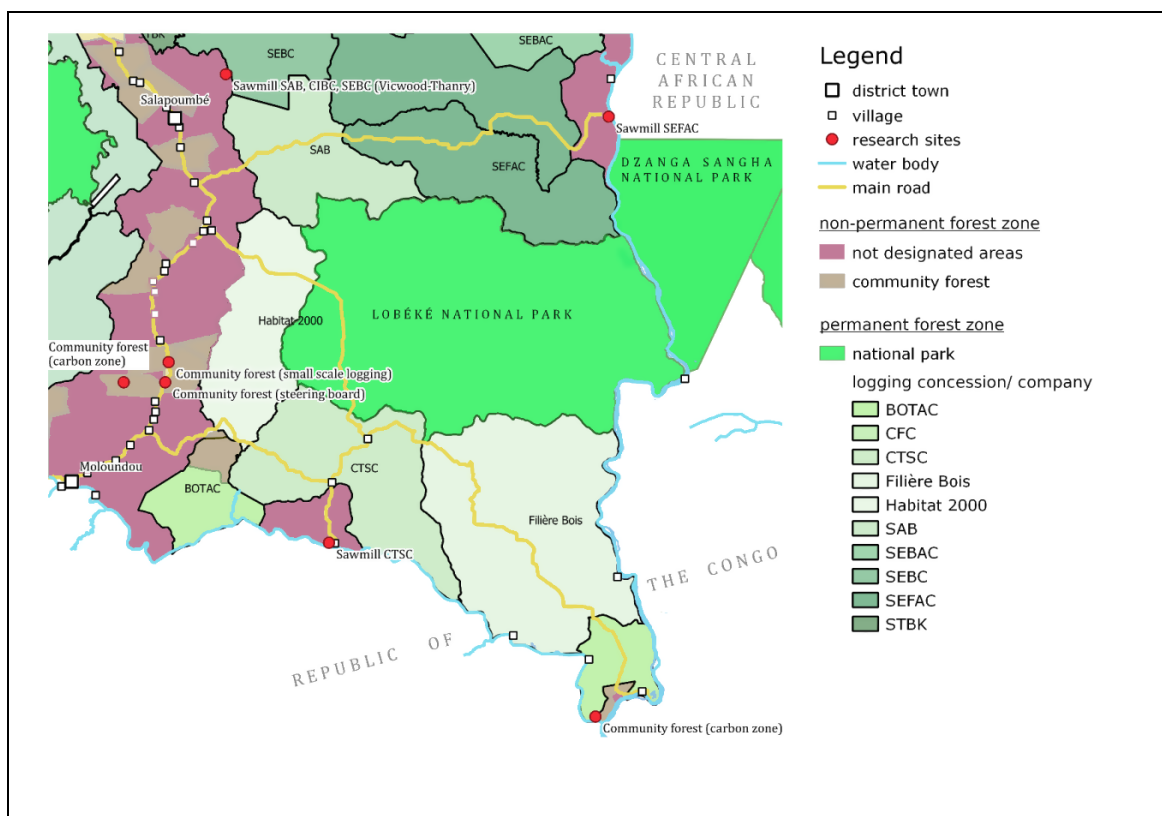 STBK
SEBC
SEBAC
CENTRAL
AFRICAN
REPUBLIC
Sawmill SAB, CIBC, SEBC (Vicwood-Thanry)
Salapoumbé
Sawmill SEFAC
SAB
SEFAC
DZANGA SANGHA
NATIONAL PARK
Habitat 2000
LOBÉKÉ NATIONAL PARK
Community forest
(carbon zone)
Community forest (small scale logging)
Community forest (steering board)
Moloundou
BOTAC
CTSC
Filière Bois
Sawmill CTSC
REPUBLIC OF
THE CONGO
Community forest (carbon zone)
Legend
district town
village
research sites
water body
main road
non-permanent forest zone
not designated areas
community forest
permanent forest zone
national park
logging concession/ company
BOTAC
CFC
CTSC
Filière Bois
Habitat 2000
SAB
SEBAC
SEBC
SEFAC
STBK